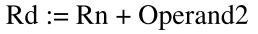 Rd := Rn + Operand2